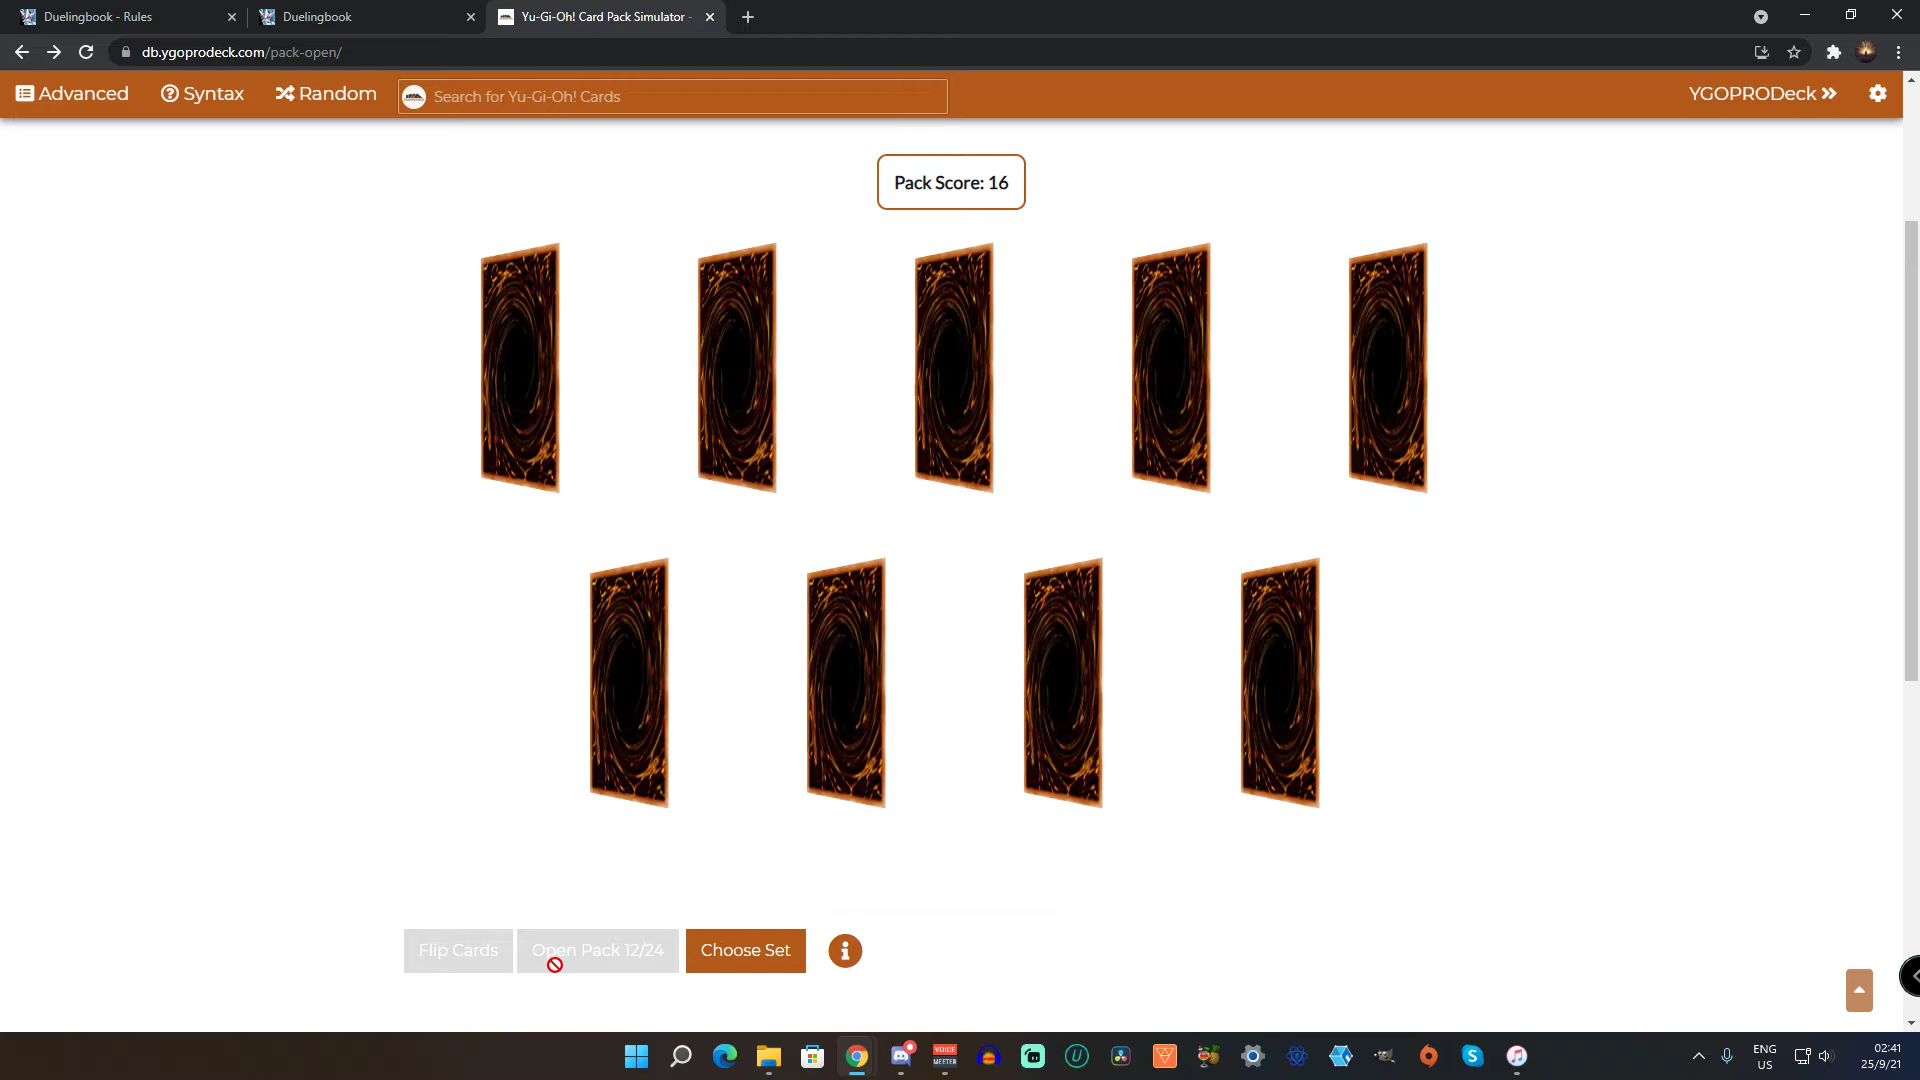 Duelingbook - Rules
Duelingbook
Yu-Gi-Oh! Card Pack Simulator -
db.ygoprodeck.com/pack-open/
Advanced
Syntax
Random
Search for Yu-Gi-Oh! Cards
YGOPRODeck
Pack Score: 16
Flip Cards
Open Pack 12/24
Choose Set
VOICE
MEETER
ENG
US
02:41
25/9/21